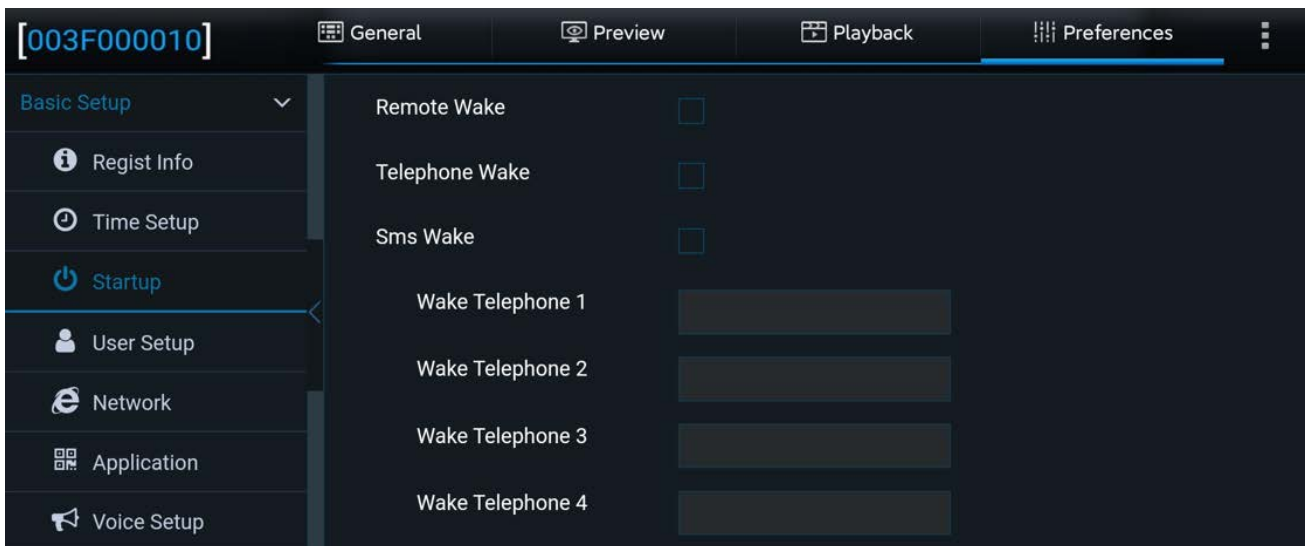 [003F000010]
General
Preview
Playback
Preferences
Basic Setup
Regist Info
Time Setup
Startup
User Setup
Network
Application
Voice Setup
Remote Wake
Telephone Wake
Sms Wake
Wake Telephone 1
Wake Telephone 2
Wake Telephone 3
Wake Telephone 4